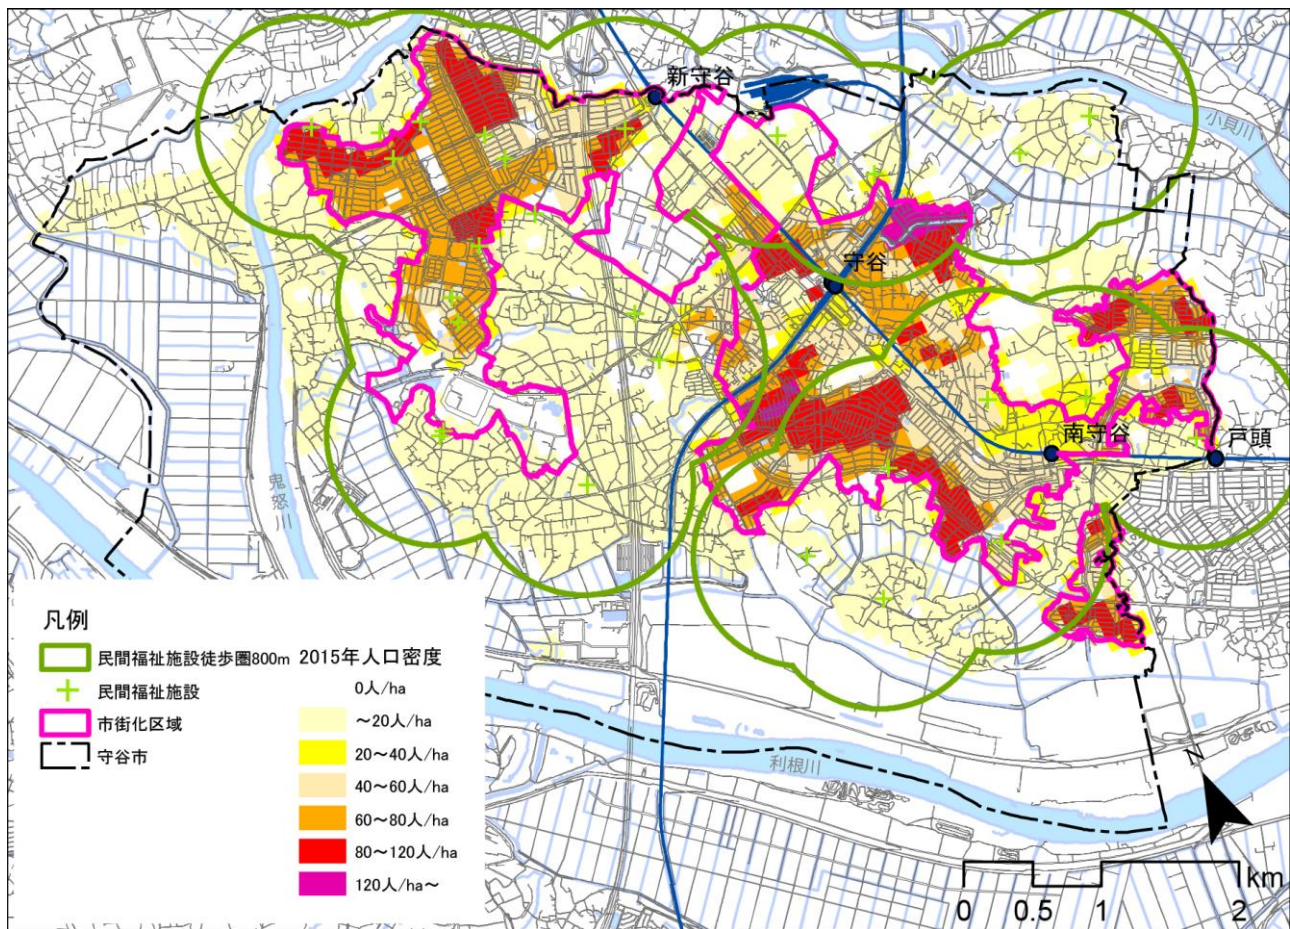 新守谷
小貝川
守谷
南守谷
戸頭
鬼怒川
凡例
民間福祉施設徒歩圏800m
民間福祉施設
市街化区域
守谷市
2015年人口密度
0人/ha
～20人/ha
20～40人/ha
40～60人/ha
60～80人/ha
80～120人/ha
120人/ha～
利根川
N
km
0 0.5 1 2